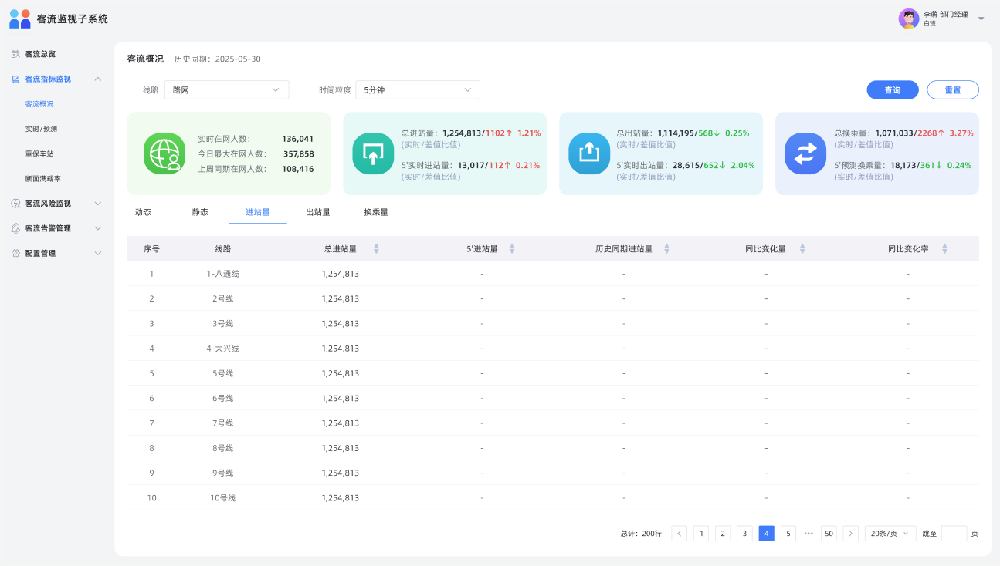 客流监视子系统
李萌 部门经理
白班
客流总览
客流指标监视
客流概况
实时/预测
重保车站
断面满载率
客流风险监视
客流告警管理
配置管理
客流概况 历史同期：2025-05-30
线路 路网 时间粒度 5分钟 查询 重置
实时在网人数： 136,041
今日最大在网人数： 357,858
上周同期在网人数： 108,416
总进站量：1,254,813/1102↑ 1.21%
(实时/差值比值)
5'实时进站量：13,017/112↑ 0.21%
(实时/差值比值)
总出站量：1,114,195/568↓ 0.25%
(实时/差值比值)
5'实时出站量：28,615/652↓ 2.04%
(实时/差值比值)
总换乘量：1,071,033/2268↑ 3.27%
(实时/差值比值)
5'预测换乘量：18,173/361↓ 0.24%
(实时/差值比值)
动态 静态 进站量 出站量 换乘量
序号 线路 总进站量 5'进站量 历史同期进站量 同比变化量 同比变化率
1 1-八通线 1,254,813 - - - -
2 2号线 1,254,813 - - - -
3 3号线 1,254,813 - - - -
4 4-大兴线 1,254,813 - - - -
5 5号线 1,254,813 - - - -
6 6号线 1,254,813 - - - -
7 7号线 1,254,813 - - - -
8 8号线 1,254,813 - - - -
9 9号线 1,254,813 - - - -
10 10号线 1,254,813 - - - -
总计：200行 1 2 3 4 5 ••• 50 20条/页 跳至 页